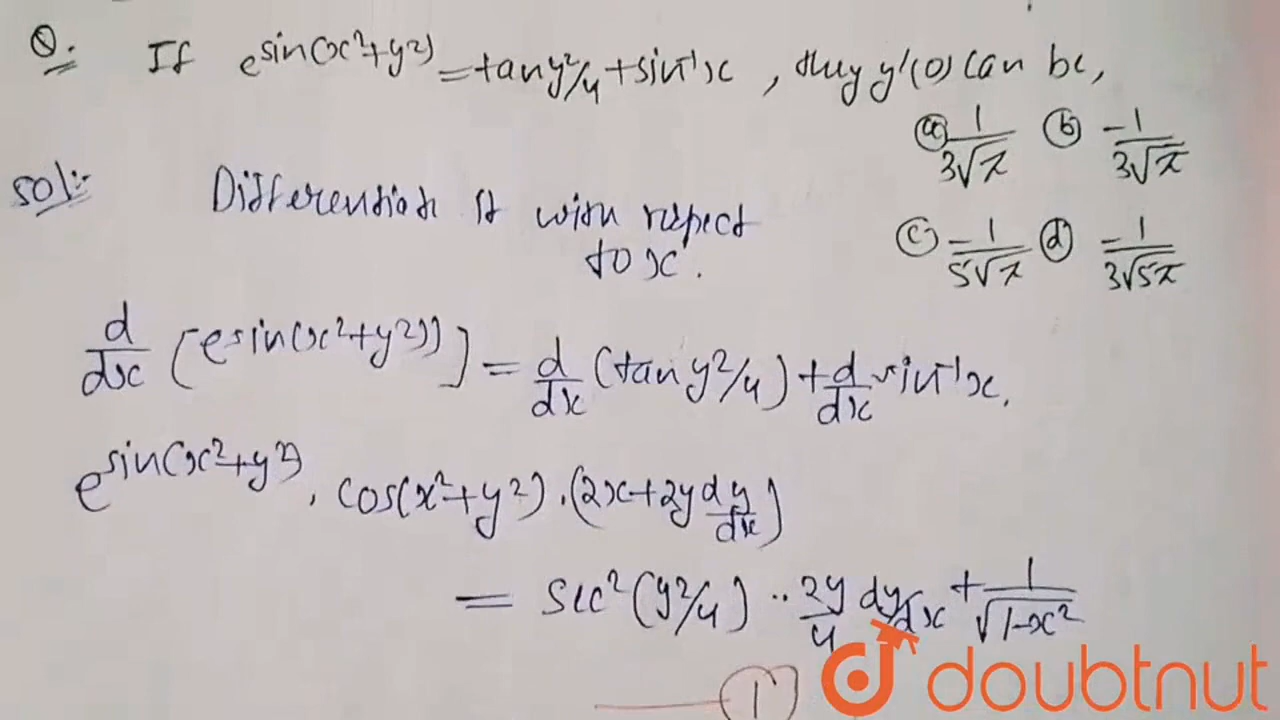 Q. If e^sin(x²+y²) = tan y²/4 + sin⁻¹x , then y'(0) can be,
(a) 1/3√π (b) -1/3√π
(c) -1/5√π (d) -1/3√5π
Sol:- Differentiate it with respect
to x.
d/dx [e^sin(x²+y²)] = d/dx (tan y²/4) + d/dx sin⁻¹x.
e^sin(x²+y²) . cos(x²+y²) . (2x+2y dy/dx)
= sec²(y²/4) .. 2y/4 dy/dx + 1/√1-x²
1
doubtnut